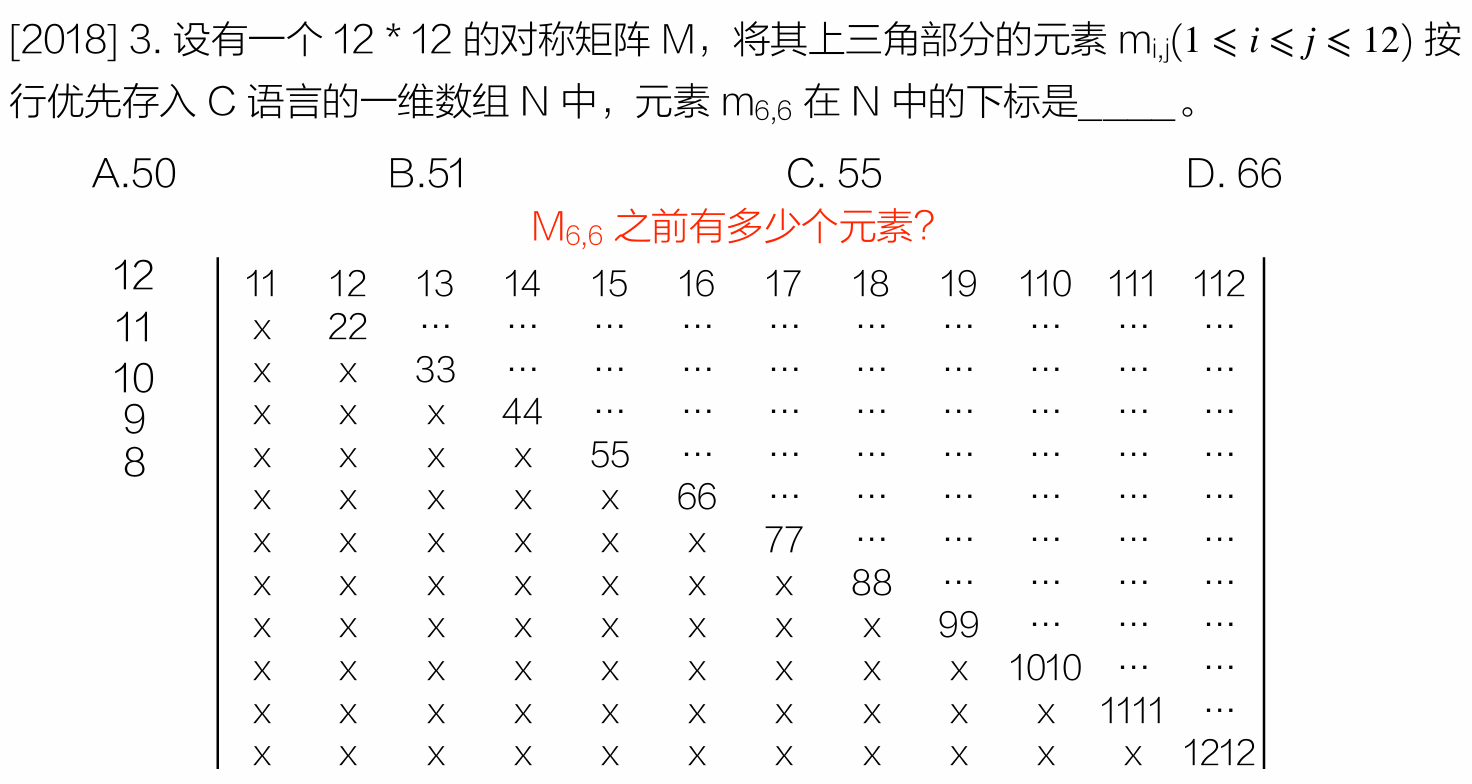 [2018] 3. 设有一个 12 * 12 的对称矩阵 M，将其上三角部分的元素 mi,j(1 ⩽ i ⩽ j ⩽ 12) 按
行优先存入 C 语言的一维数组 N 中，元素 m6,6 在 N 中的下标是____。
A.50 B.51 C. 55 D. 66
M6,6 之前有多少个元素?
12 11 12 13 14 15 16 17 18 19 110 111 112
11 x 22 ... ... ... ... ... ... ... ... ... ...
10 x x 33 ... ... ... ... ... ... ... ... ...
9 x x x 44 ... ... ... ... ... ... ... ...
8 x x x x 55 ... ... ... ... ... ... ...
x x x x x 66 ... ... ... ... ... ...
x x x x x x 77 ... ... ... ... ...
x x x x x x x 88 ... ... ... ...
x x x x x x x x 99 ... ... ...
x x x x x x x x x 1010 ... ...
x x x x x x x x x x 1111 ...
x x x x x x x x x x x 1212